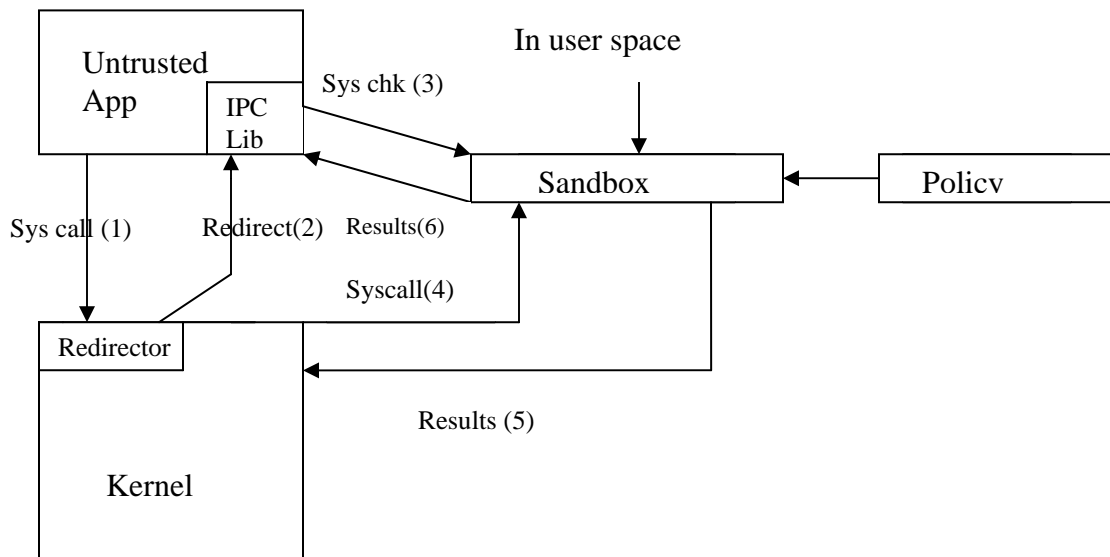 In user space
Untrusted
App
Sys chk (3)
IPC
Lib
Sandbox
Policy
Sys call (1)
Redirect(2)
Results(6)
Syscall(4)
Redirector
Results (5)
Kernel